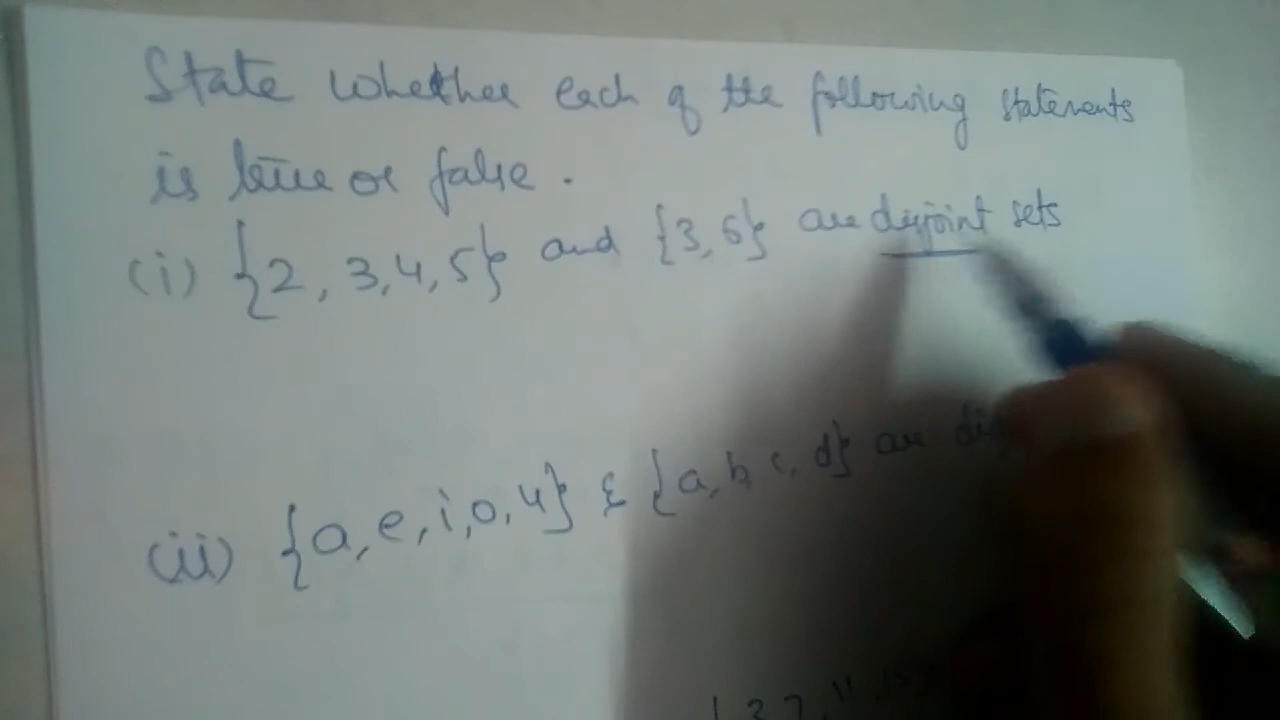 State whether each of the following statements
is true or false.
(i) {2, 3, 4, 5} and {3, 6} are disjoint sets
(ii) {a, e, i, o, u} & {a, b, c, d} are